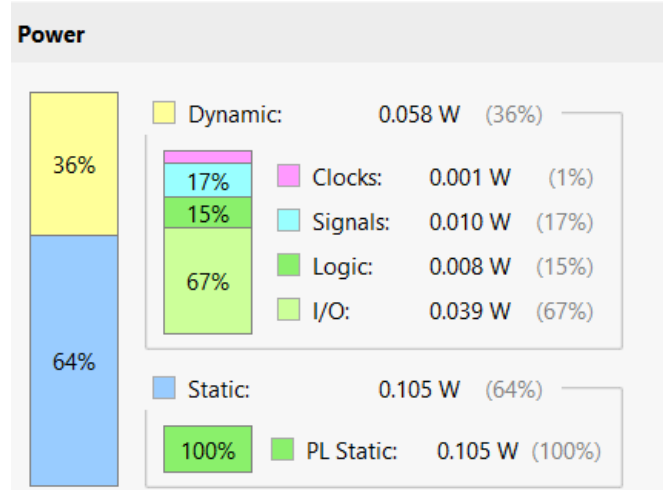 Power
Dynamic: 0.058 W (36%)
36%
Clocks: 0.001 W (1%)
17% Signals: 0.010 W (17%)
15% Logic: 0.008 W (15%)
67% I/O: 0.039 W (67%)
64%
Static: 0.105 W (64%)
100% PL Static: 0.105 W (100%)